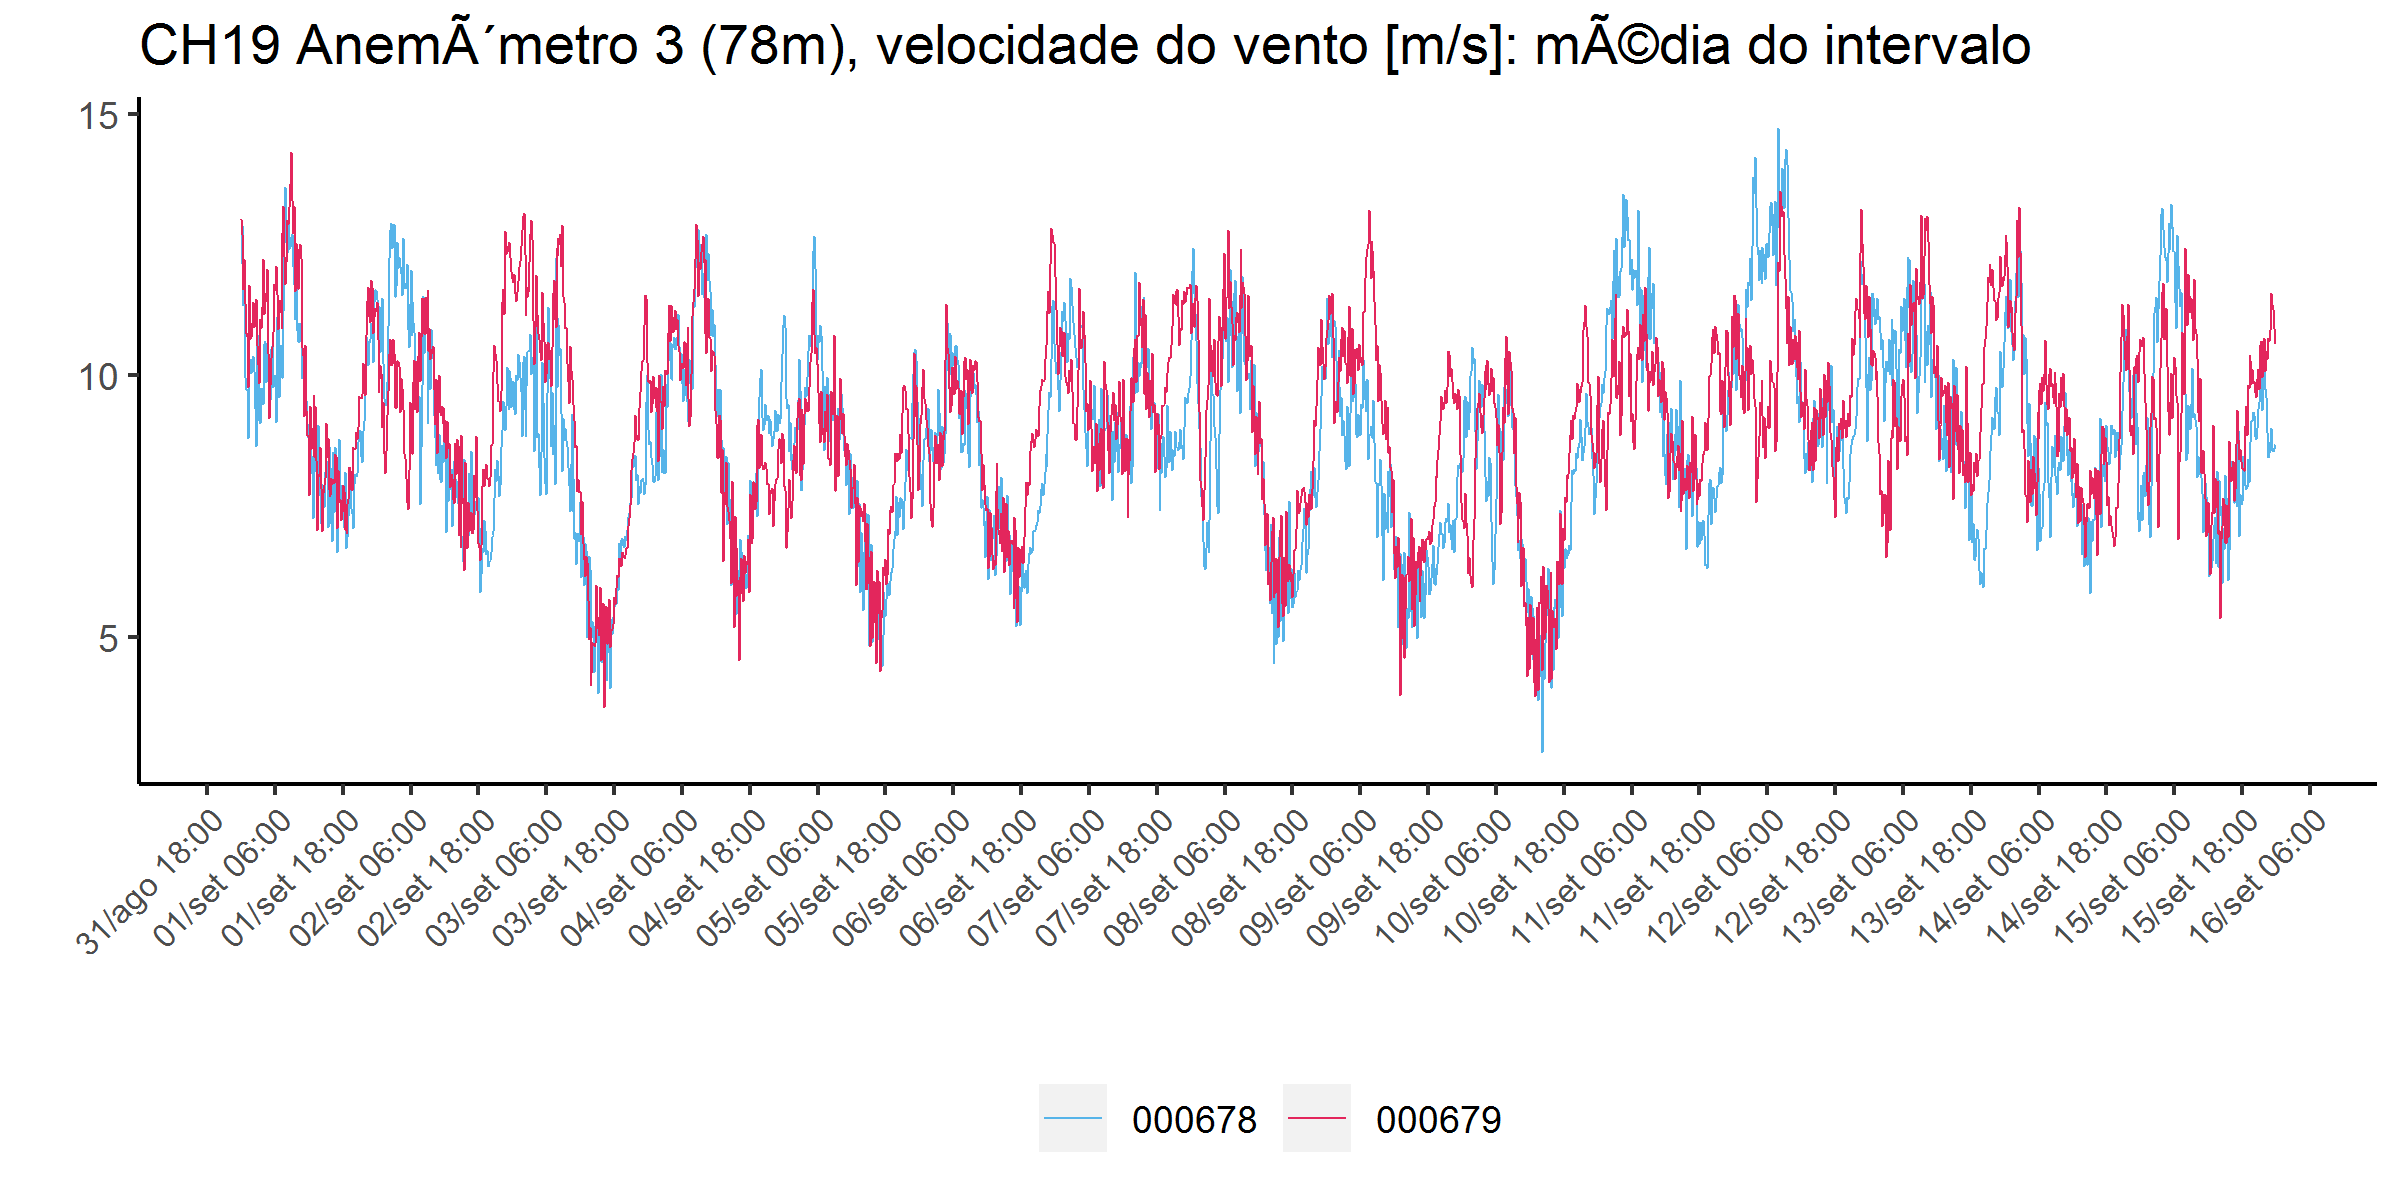 CH19 AnemÃ´metro 3 (78m), velocidade do vento [m/s]: mÃ©dia do intervalo
15
10
5
31/ago 18:00
01/set 06:00
01/set 18:00
02/set 06:00
02/set 18:00
03/set 06:00
03/set 18:00
04/set 06:00
04/set 18:00
05/set 06:00
05/set 18:00
06/set 06:00
06/set 18:00
07/set 06:00
07/set 18:00
08/set 06:00
08/set 18:00
09/set 06:00
09/set 18:00
10/set 06:00
10/set 18:00
11/set 06:00
11/set 18:00
12/set 06:00
12/set 18:00
13/set 06:00
13/set 18:00
14/set 06:00
14/set 18:00
15/set 06:00
15/set 18:00
16/set 06:00
000678
000679